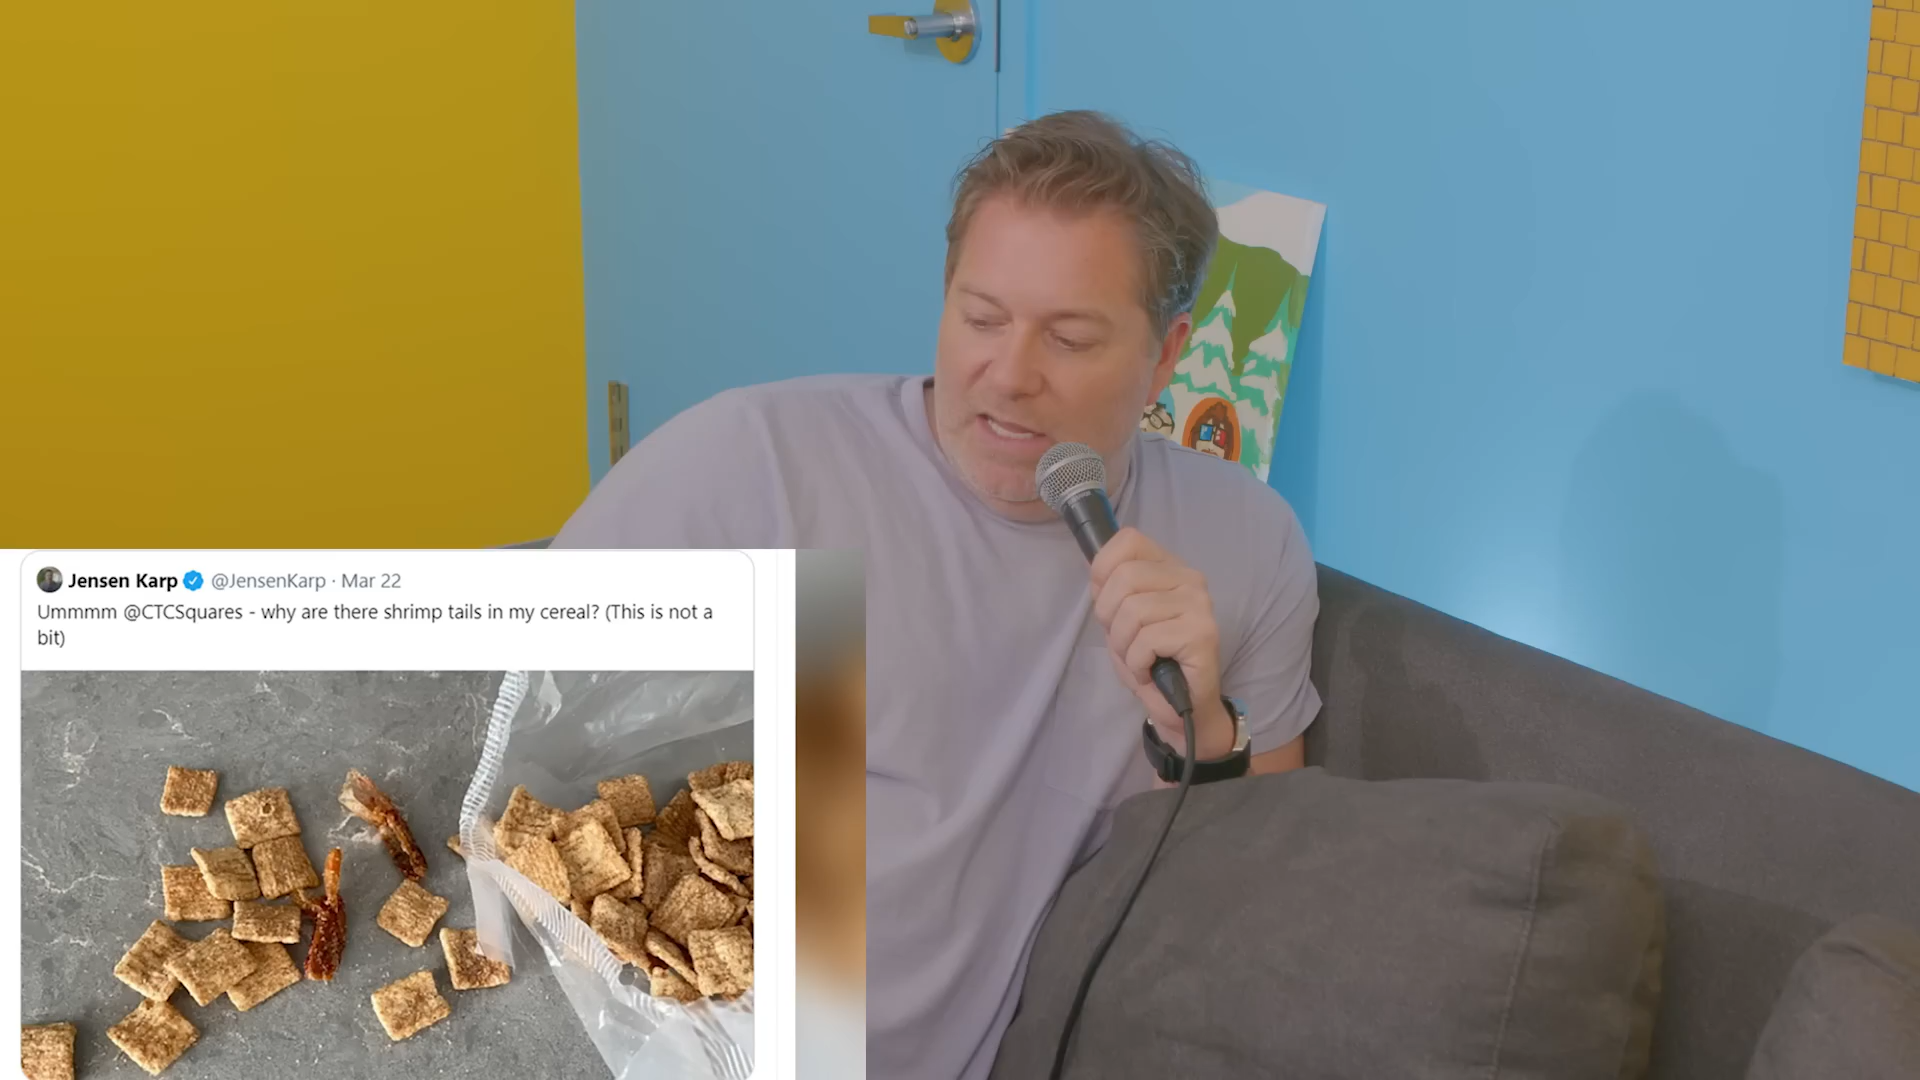 Jensen Karp @JensenKarp · Mar 22
Ummmm @CTCSquares - why are there shrimp tails in my cereal? (This is not a
bit)